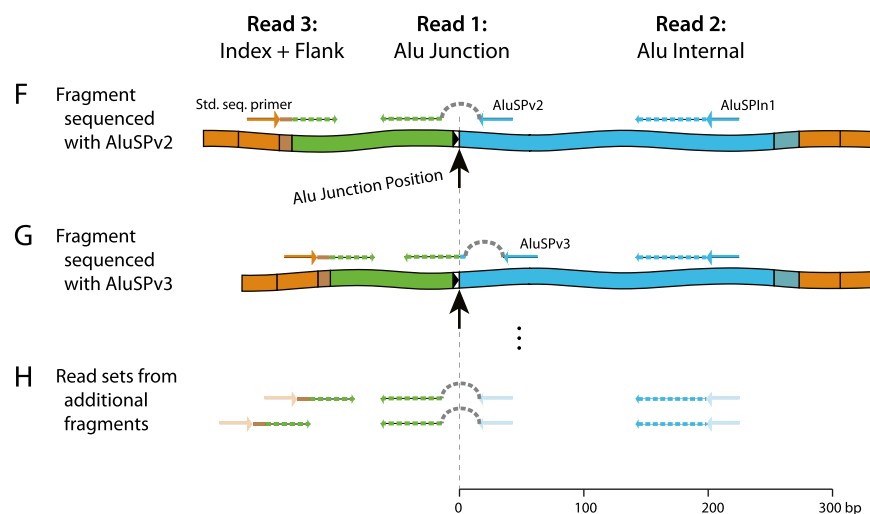 Read 3:
Index + Flank
Read 1:
Alu Junction
Read 2:
Alu Internal
F
Fragment
sequenced
with AluSPv2
Std. seq. primer
AluSPv2
AluSPIn1
Alu Junction Position
G
Fragment
sequenced
with AluSPv3
AluSPv3
H
Read sets from
additional
fragments
0
100
200
300 bp